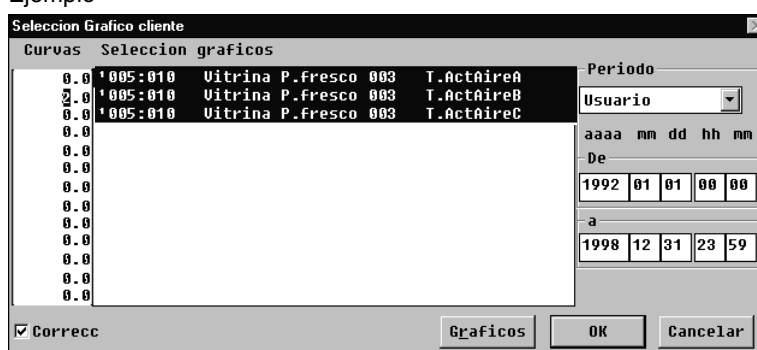 Ejemplo
Seleccion Grafico cliente
Curvas Seleccion graficos
0.0 '005:010 Vitrina P.fresco 003 T.ActAireA
2.0 '005:010 Vitrina P.fresco 003 T.ActAireB
0.0 '005:010 Vitrina P.fresco 003 T.ActAireC
0.0
0.0
0.0
0.0
0.0
0.0
0.0
0.0
0.0
0.0
Periodo
Usuario
aaaa mm dd hh mm
De
1992 01 01 00 00
a
1998 12 31 23 59
Correcc
Graficos
OK
Cancelar